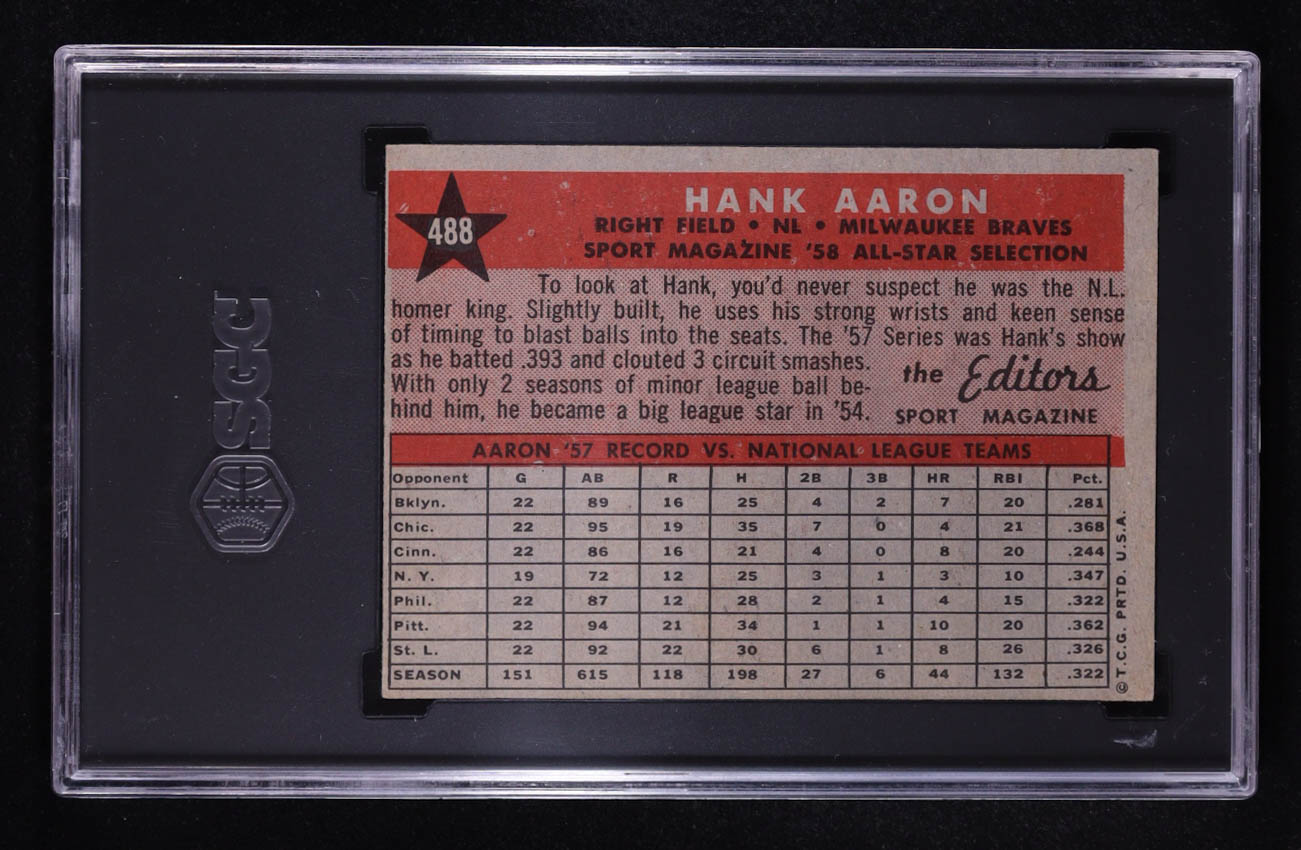 SGC
488
HANK AARON
RIGHT FIELD • NL • MILWAUKEE BRAVES
SPORT MAGAZINE '58 ALL-STAR SELECTION
To look at Hank, you'd never suspect he was the N.L.
homer king. Slightly built, he uses his strong wrists and keen sense
of timing to blast balls into the seats. The '57 Series was Hank's show
as he batted .393 and clouted 3 circuit smashes.
With only 2 seasons of minor league ball be-
hind him, he became a big league star in '54.
the Editors
SPORT MAGAZINE
AARON '57 RECORD VS. NATIONAL LEAGUE TEAMS
Opponent G AB R H 2B 3B HR RBI Pct.
Bklyn. 22 89 16 25 4 2 7 20 .281
Chic. 22 95 19 35 7 0 4 21 .368
Cinn. 22 86 16 21 4 0 8 20 .244
N. Y. 19 72 12 25 3 1 3 10 .347
Phil. 22 87 12 28 2 1 4 15 .322
Pitt. 22 94 21 34 1 1 10 20 .362
St. L. 22 92 22 30 6 1 8 26 .326
SEASON 151 615 118 198 27 6 44 132 .322
© T.C.G. PRTD. U.S.A.